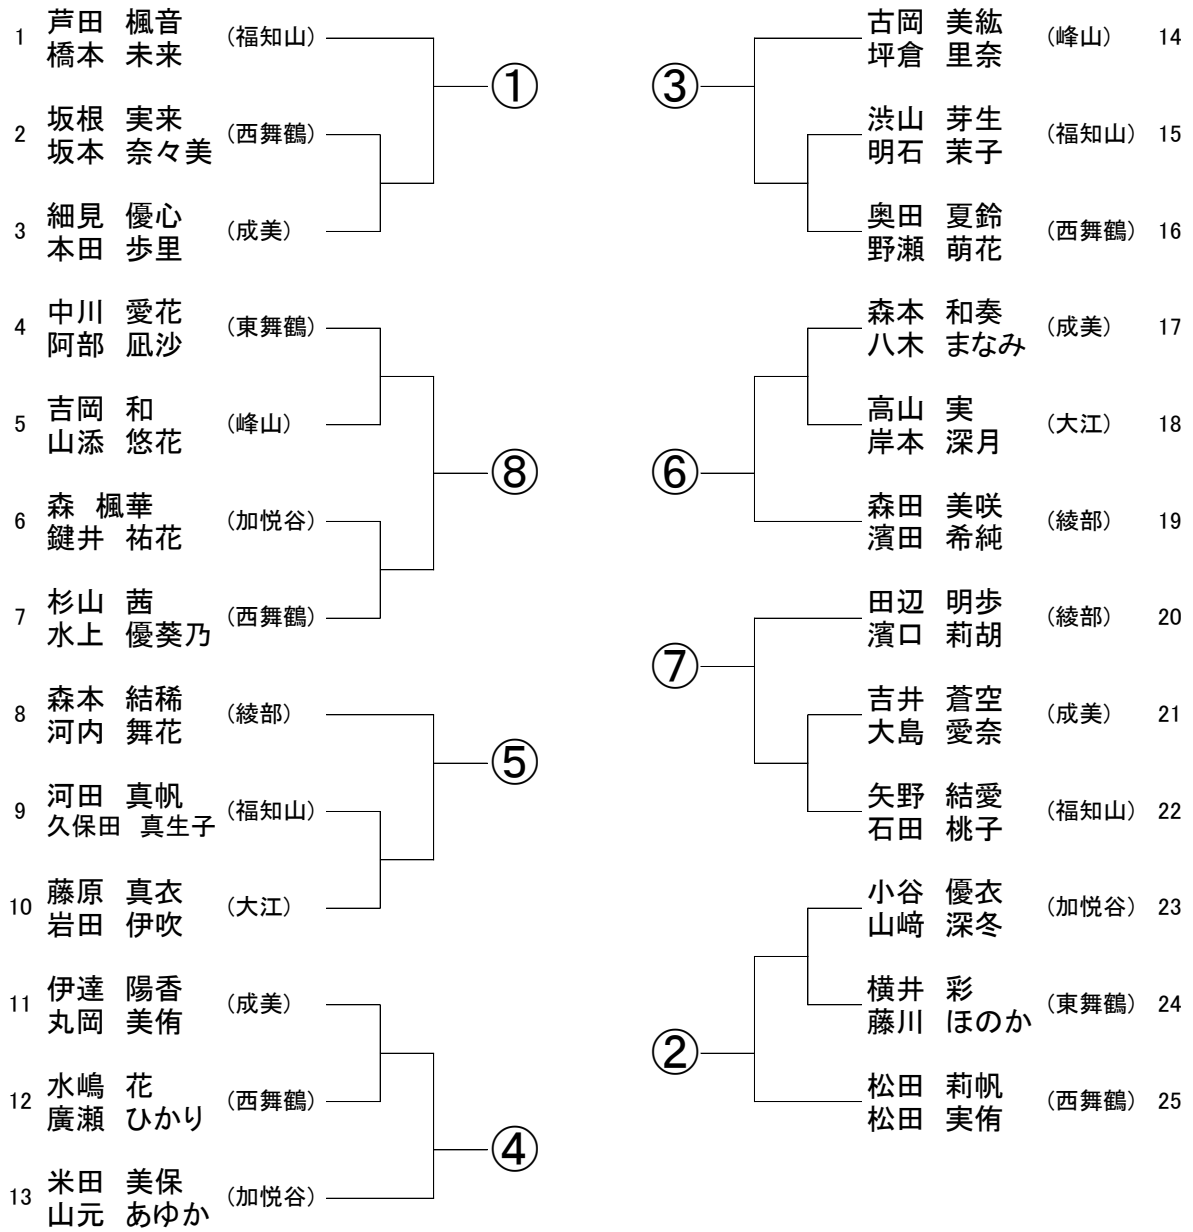 1 芦田 楓音 (福知山)
橋本 未来
①
2 坂根 実来 (西舞鶴)
坂本 奈々美
3 細見 優心 (成美)
本田 歩里
4 中川 愛花 (東舞鶴)
阿部 凪沙
5 吉岡 和 (峰山)
山添 悠花
⑧
6 森 楓華 (加悦谷)
鍵井 祐花
7 杉山 茜 (西舞鶴)
水上 優葵乃
8 森本 結稀 (綾部)
河内 舞花
⑤
9 河田 真帆 (福知山)
久保田 真生子
10 藤原 真衣 (大江)
岩田 伊吹
11 伊達 陽香 (成美)
丸岡 美侑
12 水嶋 花 (西舞鶴)
廣瀬 ひかり
④
13 米田 美保 (加悦谷)
山元 あゆか
古岡 美紘 (峰山) 14
坪倉 里奈
③
渋山 芽生 (福知山) 15
明石 茉子
奥田 夏鈴 (西舞鶴) 16
野瀬 萌花
森本 和奏 (成美) 17
八木 まなみ
高山 実 (大江) 18
岸本 深月
⑥
森田 美咲 (綾部) 19
濱田 希純
田辺 明歩 (綾部) 20
濱口 莉胡
⑦
吉井 蒼空 (成美) 21
大島 愛奈
矢野 結愛 (福知山) 22
石田 桃子
小谷 優衣 (加悦谷) 23
山﨑 深冬
横井 彩 (東舞鶴) 24
藤川 ほのか
②
松田 莉帆 (西舞鶴) 25
松田 実侑